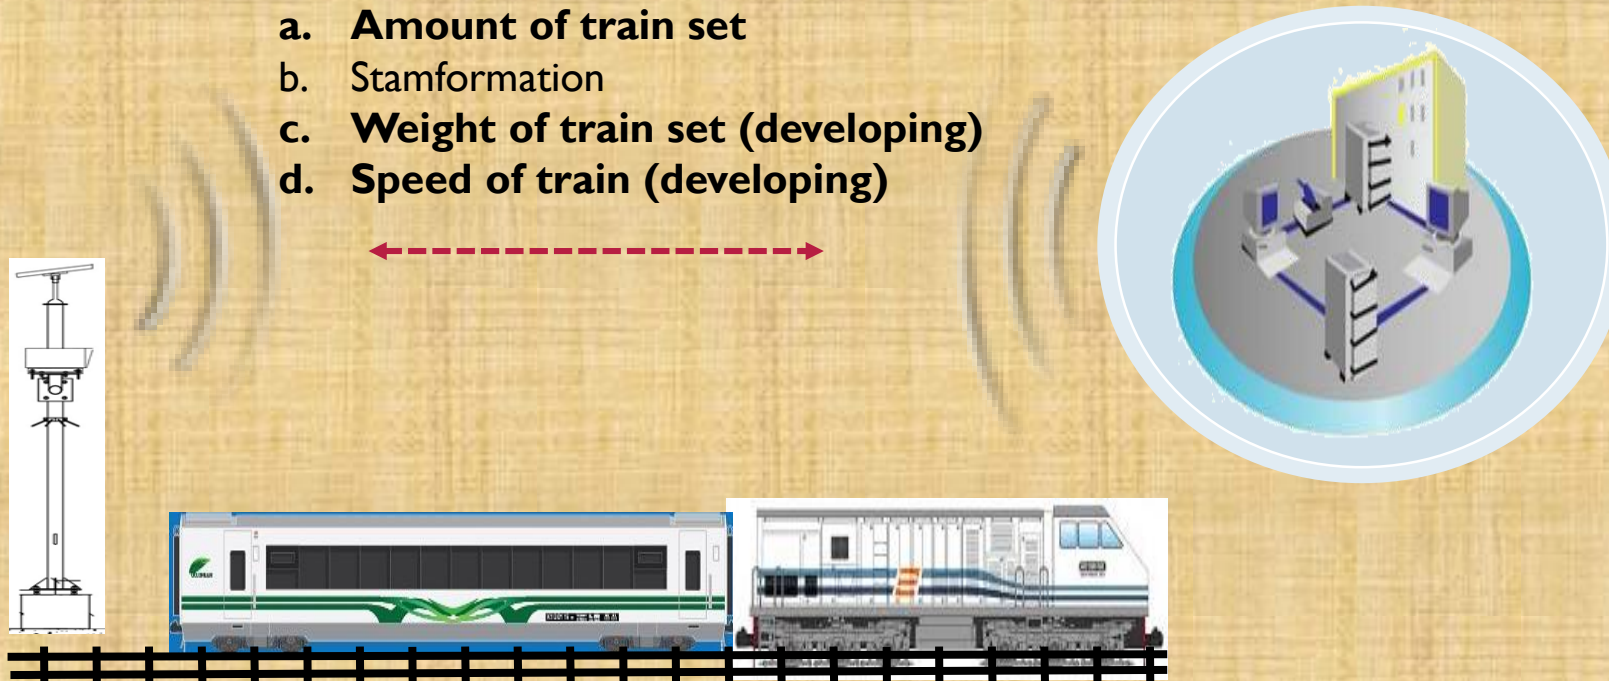 a. Amount of train set
b. Stamformation
c. Weight of train set (developing)
d. Speed of train (developing)